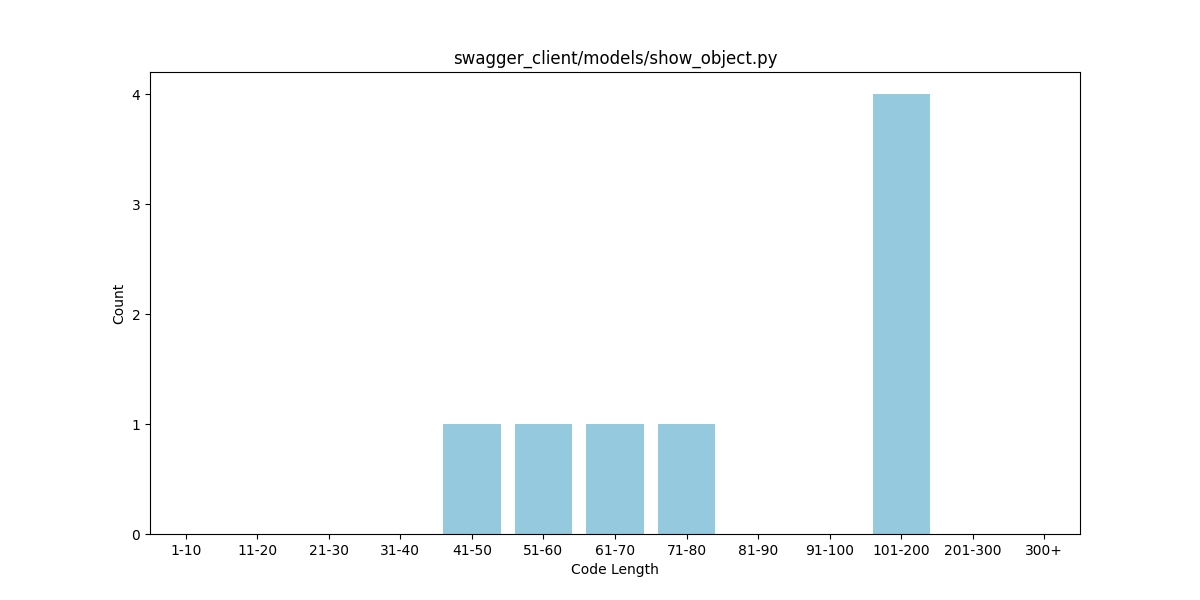 swagger_client/models/show_object.py
Count
4
3
2
1
0
1-10 11-20 21-30 31-40 41-50 51-60 61-70 71-80 81-90 91-100 101-200 201-300 300+
Code Length